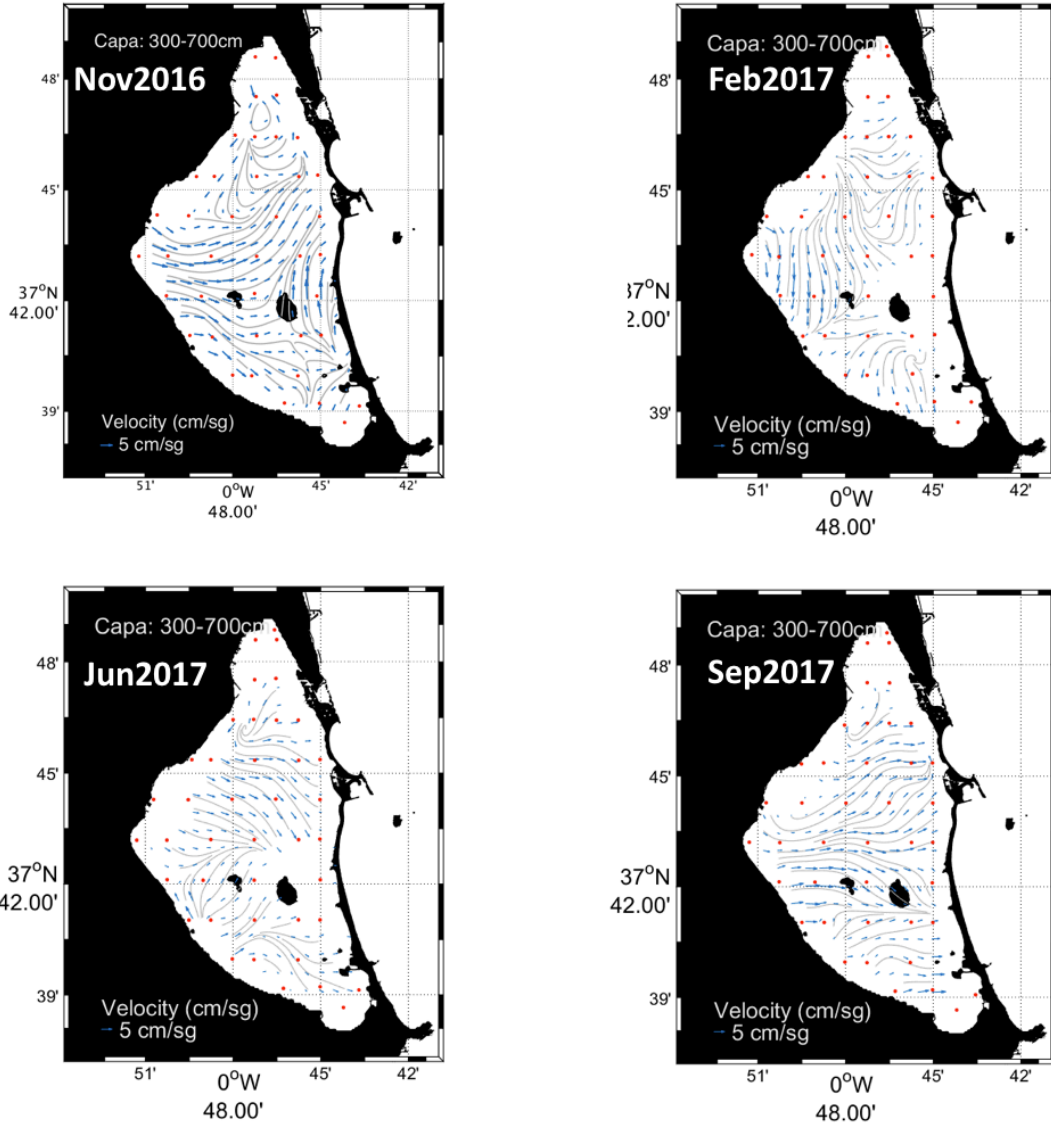 Capa: 300-700cm
Nov2016
48'
45'
37°N
42.00'
39'
Velocity (cm/sg)
5 cm/sg
51'
0°W
45'
42'
48.00'
Capa: 300-700cm
Feb2017
48'
45'
37°N
2.00'
39'
Velocity (cm/sg)
5 cm/sg
51'
0°W
45'
42'
48.00'
Capa: 300-700cm
Jun2017
48'
45'
37°N
42.00'
39'
Velocity (cm/sg)
5 cm/sg
51'
0°W
45'
42'
48.00'
Capa: 300-700cm
Sep2017
48'
45'
37°N
42.00'
39'
Velocity (cm/sg)
5 cm/sg
51'
0°W
45'
42'
48.00'